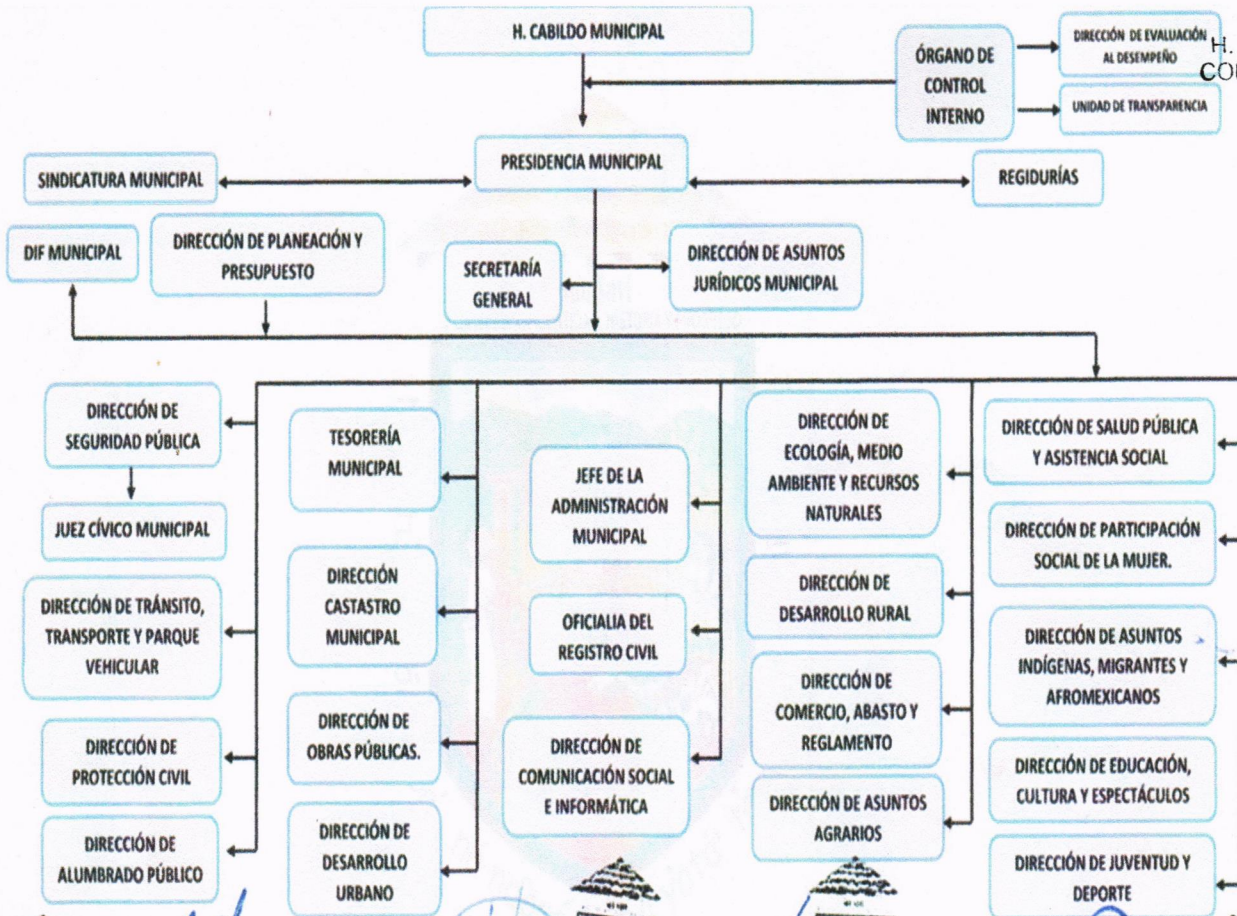 H. CABILDO MUNICIPAL
ÓRGANO DE
CONTROL
INTERNO
DIRECCIÓN DE EVALUACIÓN
AL DESEMPEÑO
H.
UNIDAD DE TRANSPARENCIA
PRESIDENCIA MUNICIPAL
SINDICATURA MUNICIPAL
REGIDURÍAS
DIF MUNICIPAL
DIRECCIÓN DE PLANEACIÓN Y
PRESUPUESTO
SECRETARÍA
GENERAL
DIRECCIÓN DE ASUNTOS
JURÍDICOS MUNICIPAL
DIRECCIÓN DE
SEGURIDAD PÚBLICA
JUEZ CÍVICO MUNICIPAL
DIRECCIÓN DE TRÁNSITO,
TRANSPORTE Y PARQUE
VEHICULAR
DIRECCIÓN DE
PROTECCIÓN CIVIL
DIRECCIÓN DE
ALUMBRADO PÚBLICO
TESORERÍA
MUNICIPAL
DIRECCIÓN
CASTASTRO
MUNICIPAL
DIRECCIÓN DE
OBRAS PÚBLICAS.
DIRECCIÓN DE
DESARROLLO
URBANO
JEFE DE LA
ADMINISTRACIÓN
MUNICIPAL
OFICIALIA DEL
REGISTRO CIVIL
DIRECCIÓN DE
COMUNICACIÓN SOCIAL
E INFORMÁTICA
DIRECCIÓN DE
ECOLOGÍA, MEDIO
AMBIENTE Y RECURSOS
NATURALES
DIRECCIÓN DE
DESARROLLO RURAL
DIRECCIÓN DE
COMERCIO, ABASTO Y
REGLAMENTO
DIRECCIÓN DE ASUNTOS
AGRARIOS
DIRECCIÓN DE SALUD PÚBLICA
Y ASISTENCIA SOCIAL
DIRECCIÓN DE PARTICIPACIÓN
SOCIAL DE LA MUJER.
DIRECCIÓN DE ASUNTOS
INDÍGENAS, MIGRANTES Y
AFROMEXICANOS
DIRECCIÓN DE EDUCACIÓN,
CULTURA Y ESPECTÁCULOS
DIRECCIÓN DE JUVENTUD Y
DEPORTE